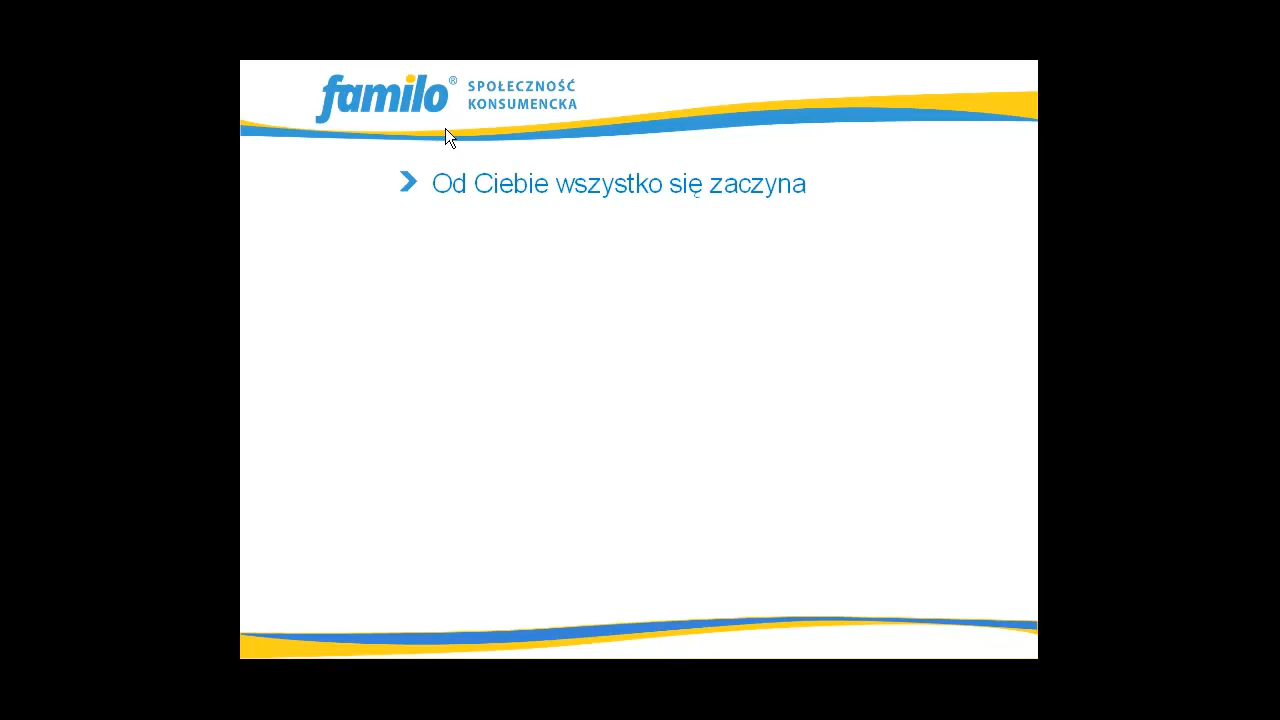 familo®
SPOŁECZNOŚĆ
KONSUMENCKA
Od Ciebie wszystko się zaczyna